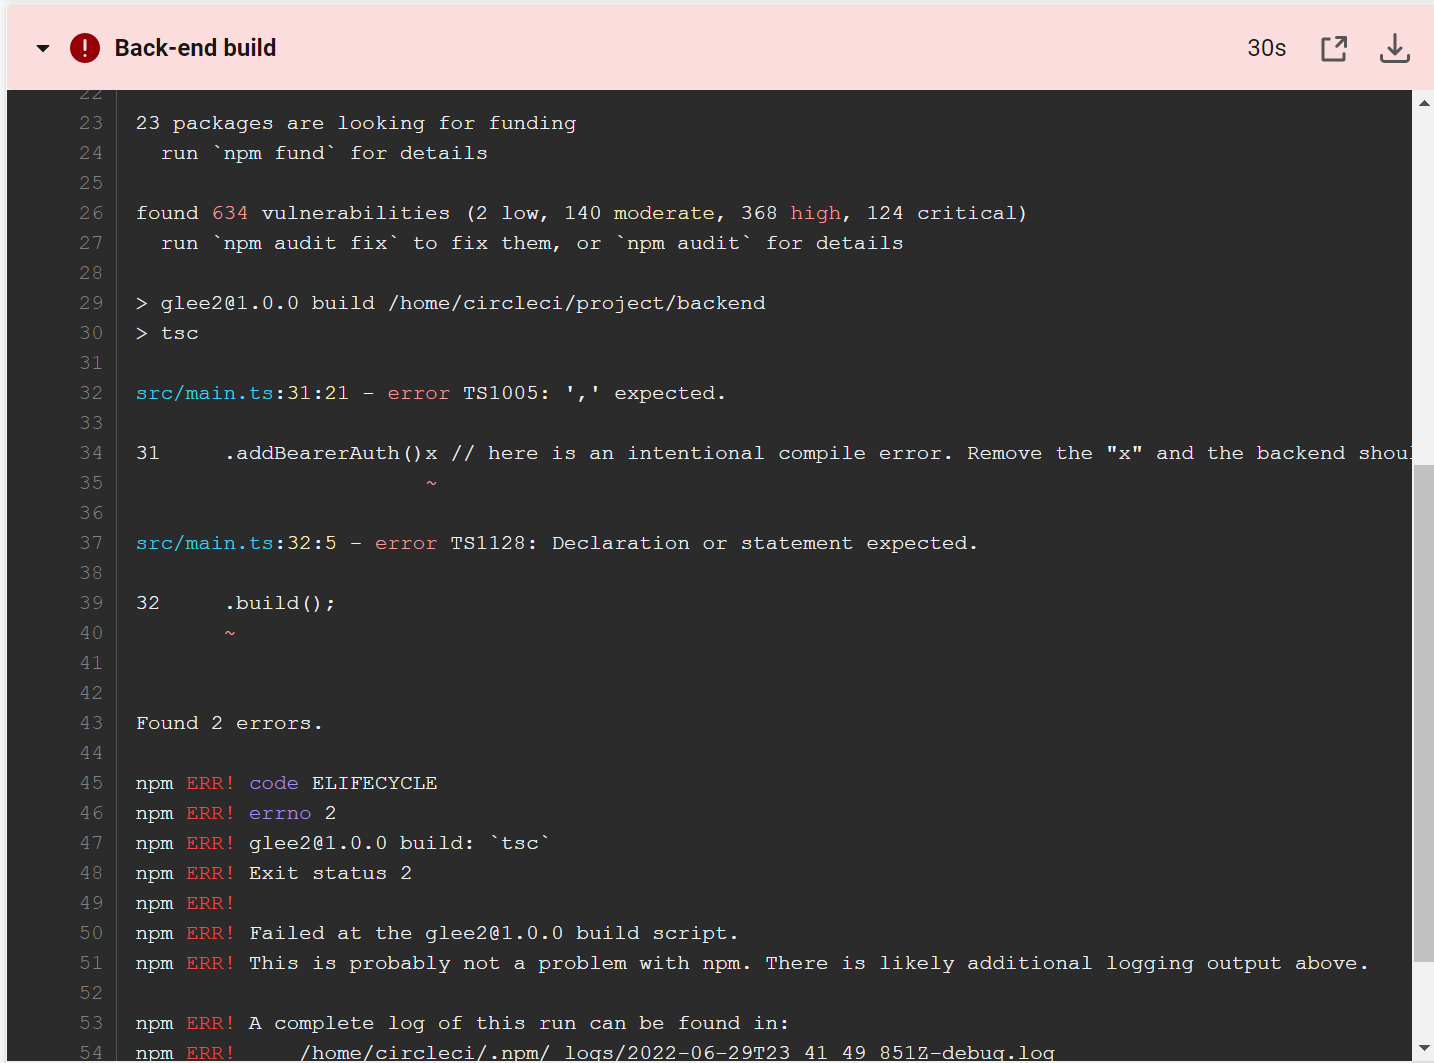 Back-end build 30s
22
23 23 packages are looking for funding
24   run `npm fund` for details
25
26 found 634 vulnerabilities (2 low, 140 moderate, 368 high, 124 critical)
27   run `npm audit fix` to fix them, or `npm audit` for details
28
29 > glee2@1.0.0 build /home/circleci/project/backend
30 > tsc
31
32 src/main.ts:31:21 - error TS1005: ',' expected.
33
34 31     .addBearerAuth()x // here is an intentional compile error. Remove the "x" and the backend shou
35                        ~
36
37 src/main.ts:32:5 - error TS1128: Declaration or statement expected.
38
39 32     .build();
40        ~
41
42
43 Found 2 errors.
44
45 npm ERR! code ELIFECYCLE
46 npm ERR! errno 2
47 npm ERR! glee2@1.0.0 build: `tsc`
48 npm ERR! Exit status 2
49 npm ERR!
50 npm ERR! Failed at the glee2@1.0.0 build script.
51 npm ERR! This is probably not a problem with npm. There is likely additional logging output above.
52
53 npm ERR! A complete log of this run can be found in:
54 npm ERR!     /home/circleci/.npm/_logs/2022-06-29T23_41_49_851Z-debug.log